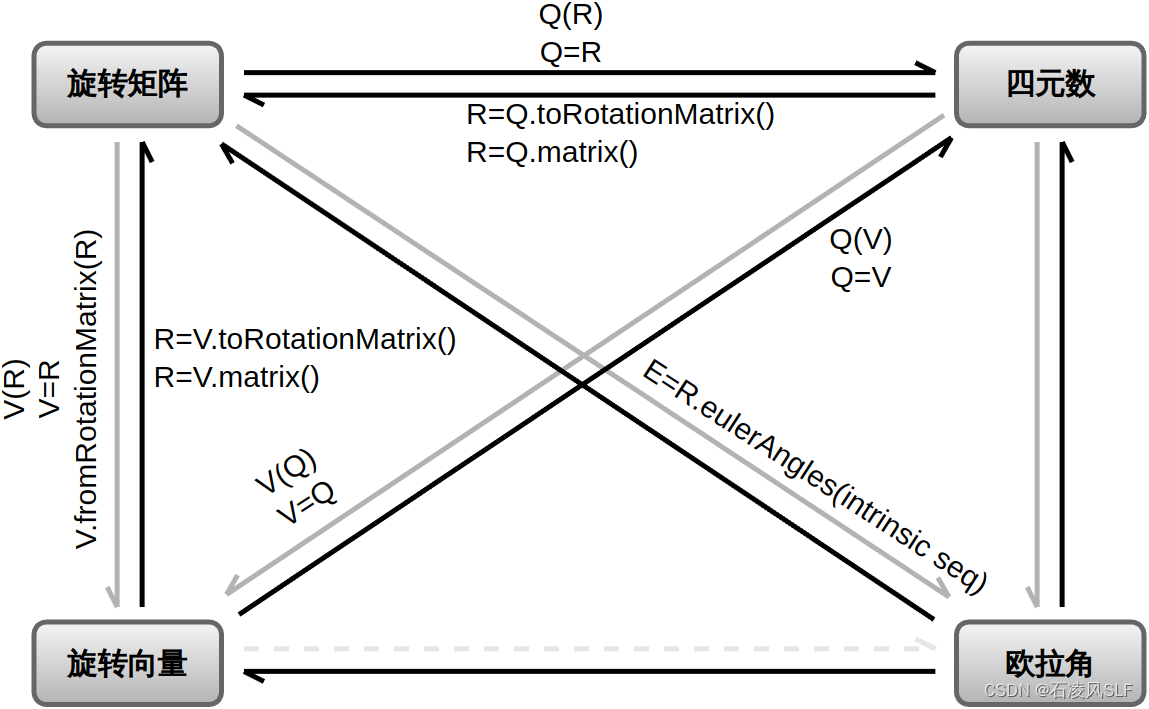 Q(R)
Q=R
旋转矩阵
四元数
R=Q.toRotationMatrix()
R=Q.matrix()
Q(V)
Q=V
V(R)
V=R
V.fromRotationMatrix(R)
R=V.toRotationMatrix()
R=V.matrix()
E=R.eulerAngles(intrinsic seq)
V(Q)
V=Q
旋转向量
欧拉角
CSDN @石凌风SLF